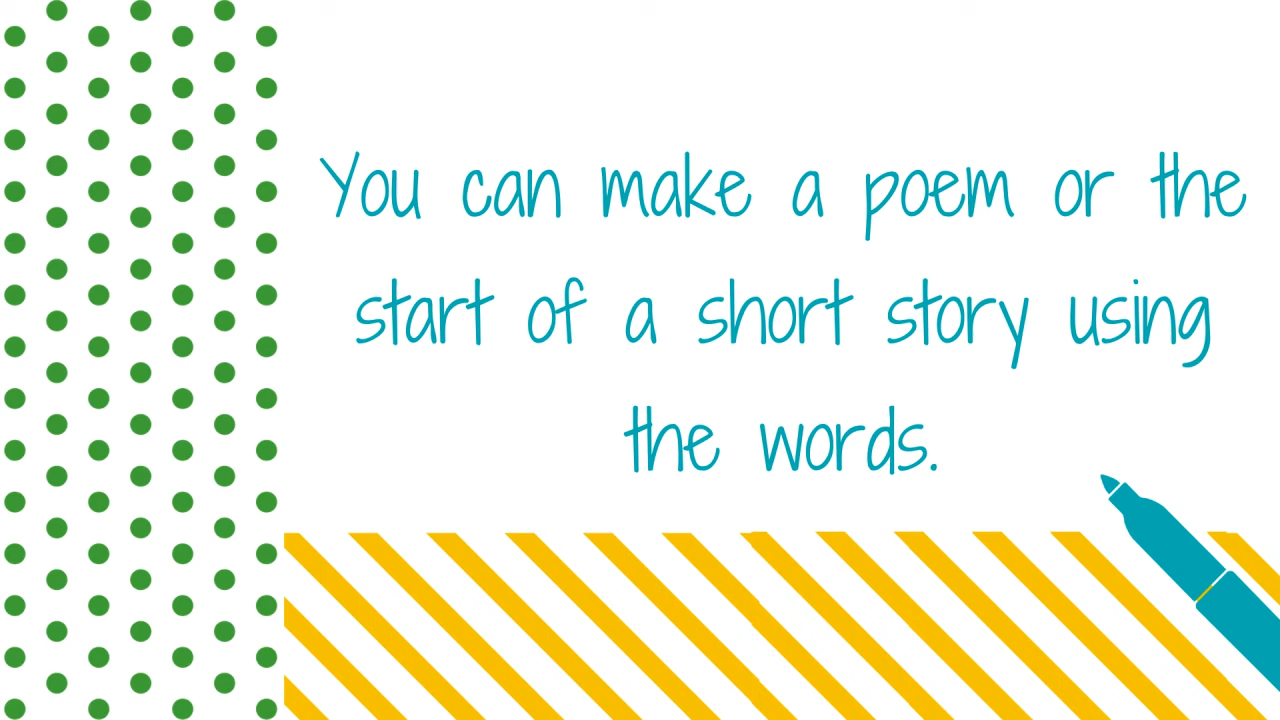 You can make a poem or the
start of a short story using
the words.